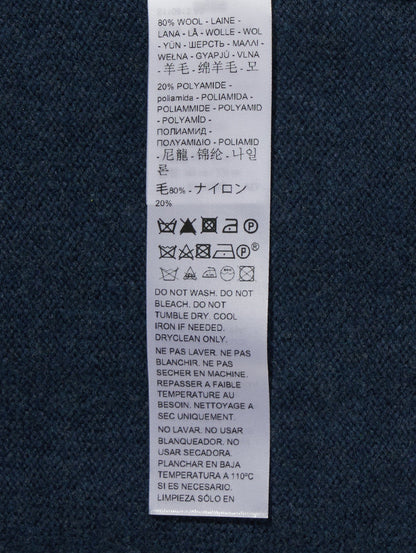 80% WOOL - LAINE -
LANA - LÃ - WOLLE - WOL
- YÜN - ШЕРСТЬ - ΜΑΛΛΙ -
WEŁNA - GYAPJÚ - VLNA
- 羊毛 - 绵羊毛 - 모
20% POLYAMIDE -
poliamida - POLIAMIDA -
POLIAMMIDE - POLYAMID
- POLYAMİD -
ПОЛИАМИД -
ΠΟΛΥΑΜΙΔΙΟ - POLIAMID
- 尼龍 - 锦纶 - 나일
론
毛80% - ナイロン
20%
P
P®
DO NOT WASH. DO NOT
BLEACH. DO NOT
TUMBLE DRY. COOL
IRON IF NEEDED.
DRYCLEAN ONLY.
NE PAS LAVER. NE PAS
BLANCHIR. NE PAS
SECHER EN MACHINE.
REPASSER A FAIBLE
TEMPERATURE AU
BESOIN. NETTOYAGE A
SEC UNIQUEMENT.
NO LAVAR. NO USAR
BLANQUEADOR. NO
USAR SECADORA.
PLANCHAR EN BAJA
TEMPERATURA A 110ºC
SI ES NECESARIO.
LIMPIEZA SÓLO EN